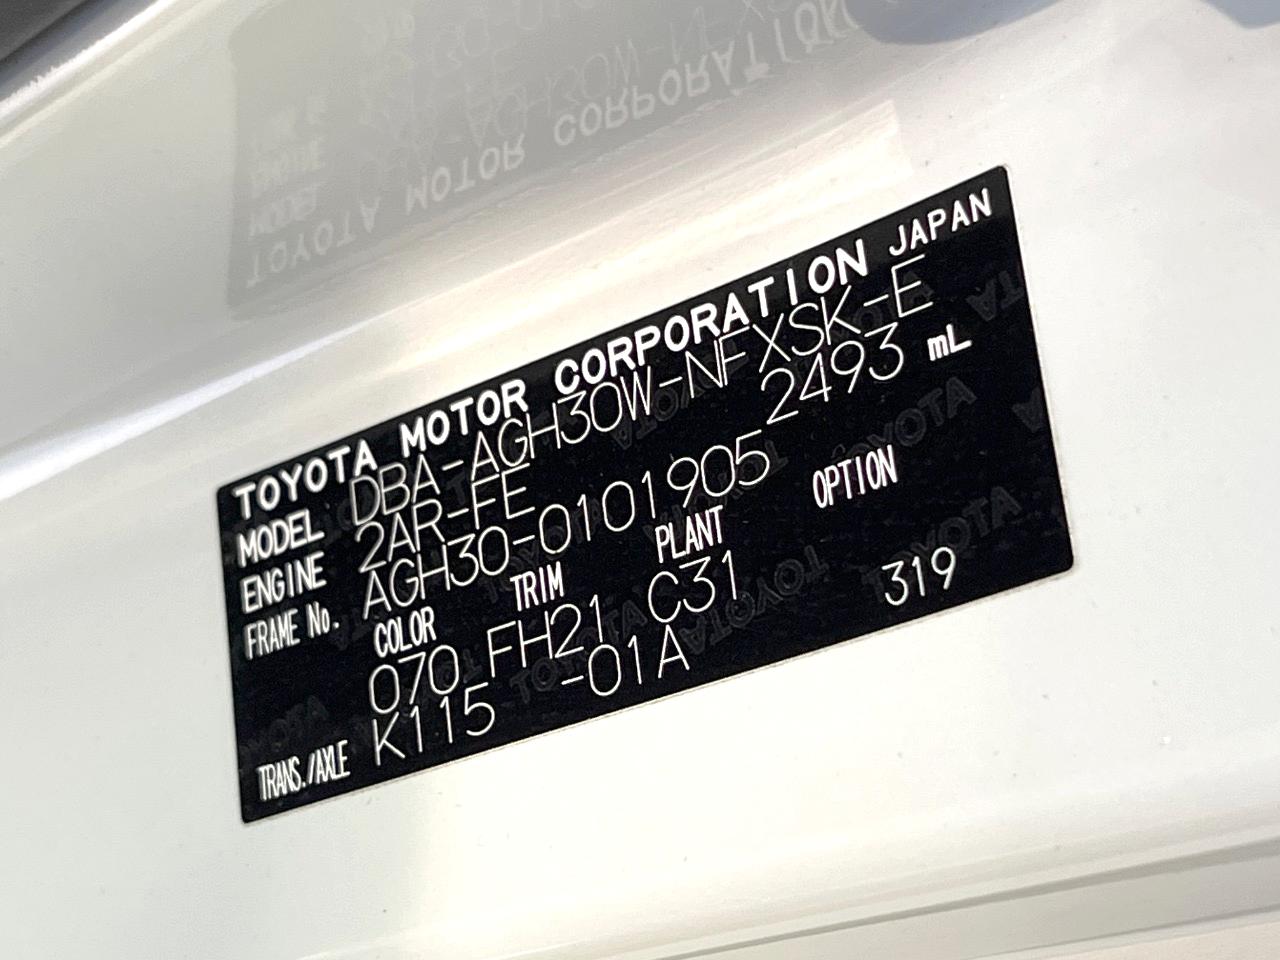 TOYOTA MOTOR CORPORATION JAPAN
MODEL DBA-AGH30W-NFXSK-E
ENGINE 2AR-FE 2493 mL
FRAME No. AGH30-0101905
COLOR TRIM PLANT OPTION
070 FH21 C31 319
TRANS./AXLE K115 -01A